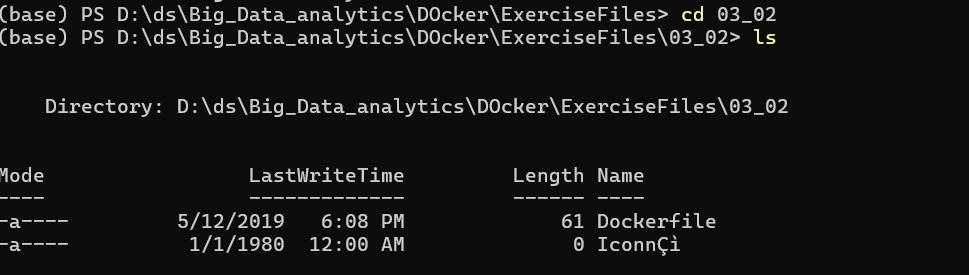 (base) PS D:\ds\Big_Data_analytics\DOcker\ExerciseFiles> cd 03_02
(base) PS D:\ds\Big_Data_analytics\DOcker\ExerciseFiles\03_02> ls
Directory: D:\ds\Big_Data_analytics\DOcker\ExerciseFiles\03_02
Mode LastWriteTime Length Name
---- ------------- ------ ----
-a---- 5/12/2019 6:08 PM 61 Dockerfile
-a---- 1/1/1980 12:00 AM 0 IconnÇì